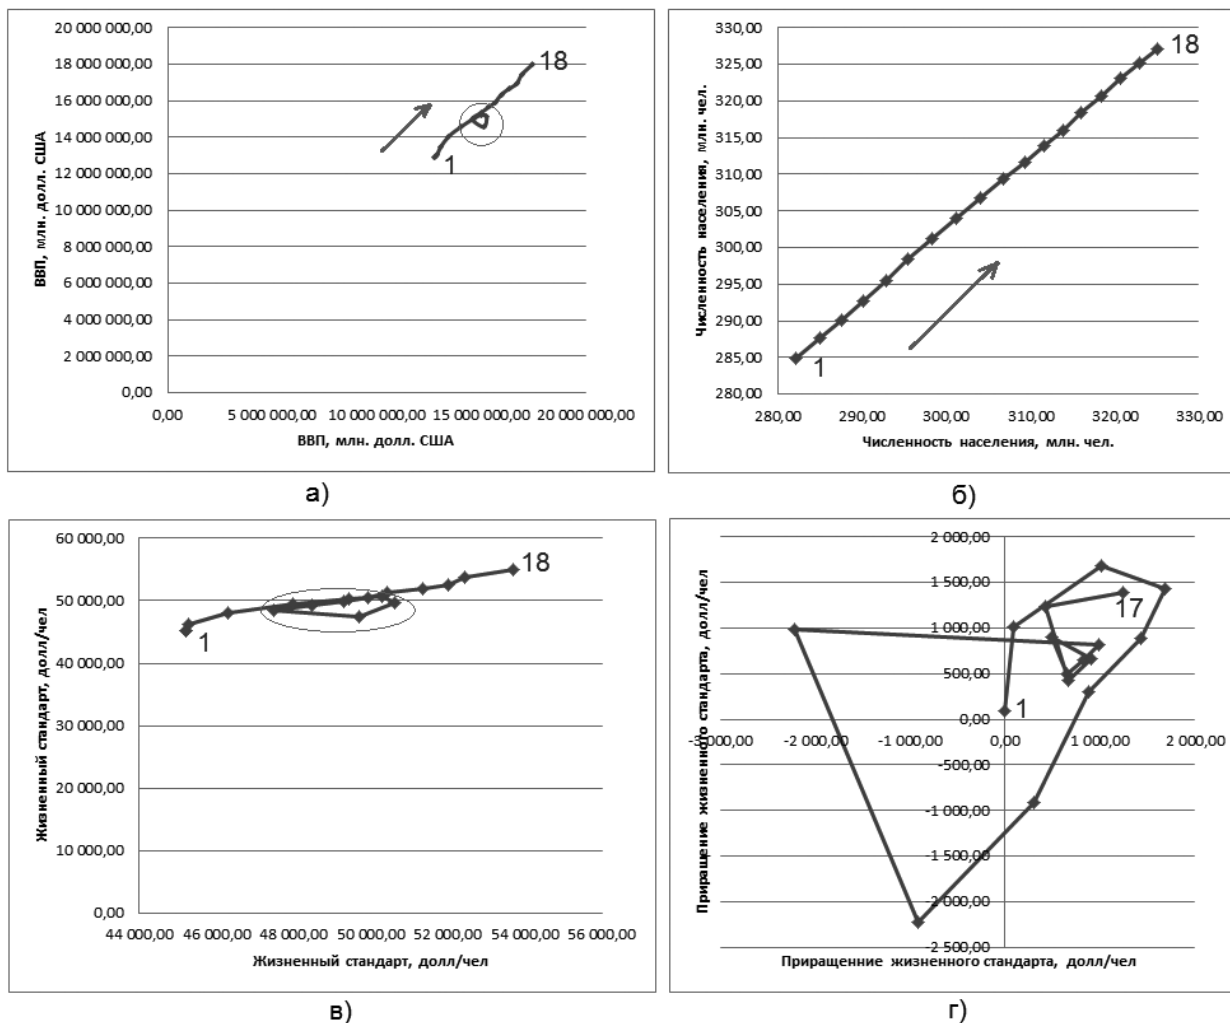 20 000 000,00
18 000 000,00
16 000 000,00
14 000 000,00
12 000 000,00
10 000 000,00
8 000 000,00
6 000 000,00
4 000 000,00
2 000 000,00
0,00
ВВП, млн. долл. США
18
1
0,00 5 000 000,00 10 000 000,00 15 000 000,00 20 000 000,00
ВВП, млн. долл. США
а)
330,00
325,00
320,00
315,00
310,00
305,00
300,00
295,00
290,00
285,00
280,00
Численность населения, млн. чел.
18
1
280,00 290,00 300,00 310,00 320,00 330,00
Численность населения, млн. чел.
б)
60 000,00
50 000,00
40 000,00
30 000,00
20 000,00
10 000,00
0,00
Жизненный стандарт, долл/чел
18
1
44 000,00 46 000,00 48 000,00 50 000,00 52 000,00 54 000,00 56 000,00
Жизненный стандарт, долл/чел
в)
2 000,00
1 500,00
1 000,00
500,00
0,00
-500,00
-1 000,00
-1 500,00
-2 000,00
-2 500,00
Приращение жизненного стандарта, долл/чел
17
1
-3 000,00 -2 000,00 -1 000,00 0,00 1 000,00 2 000,00
Приращенние жизненного стандарта, долл/чел
г)